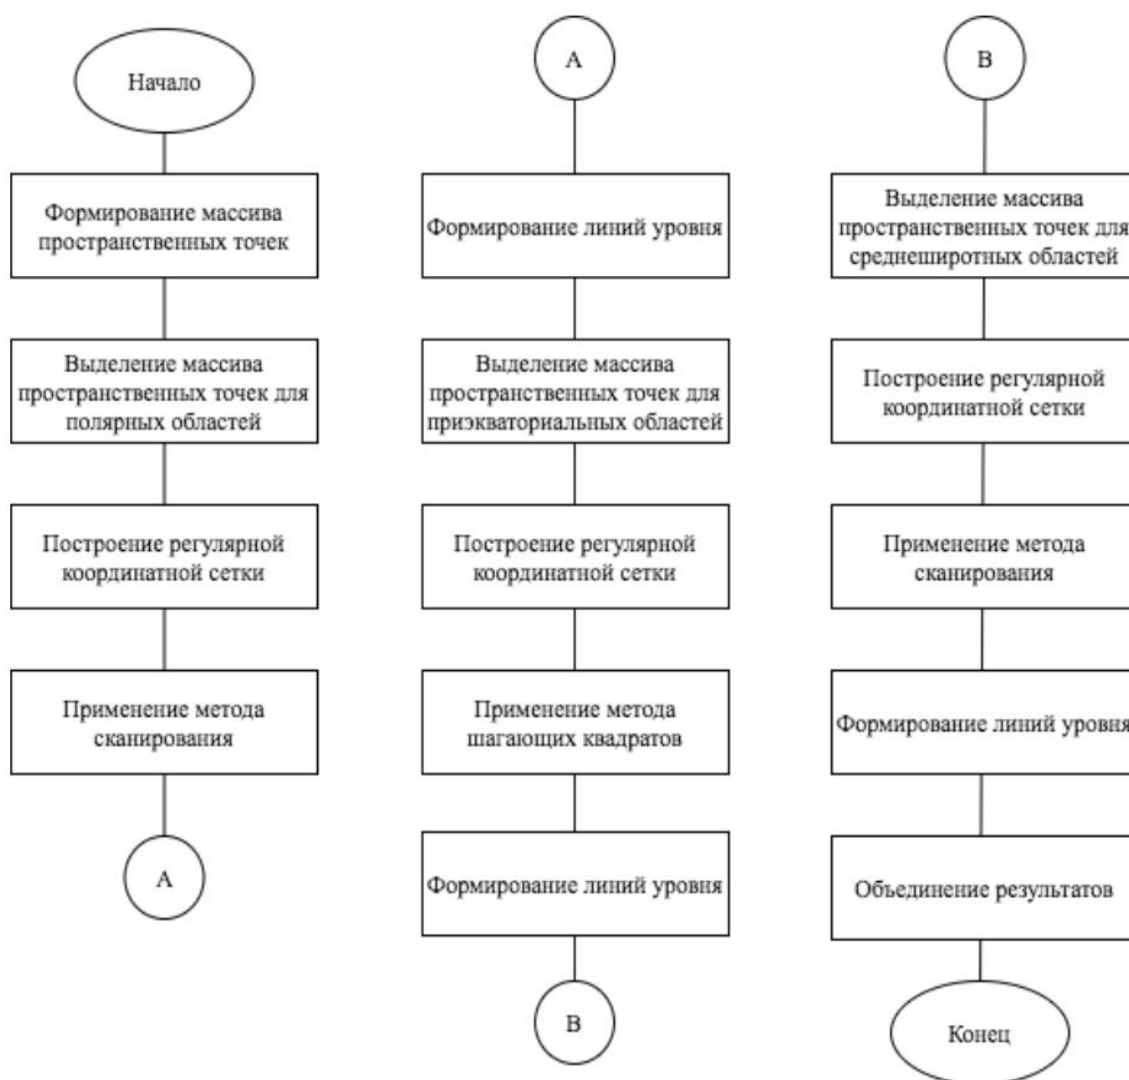 Начало
Формирование массива
пространственных точек
Выделение массива
пространственных точек для
полярных областей
Построение регулярной
координатной сетки
Применение метода
сканирования
А
А
Формирование линий уровня
Выделение массива
пространственных точек для
приэкваториальных областей
Построение регулярной
координатной сетки
Применение метода
шагающих квадратов
Формирование линий уровня
В
В
Выделение массива
пространственных точек для
среднеширотных областей
Построение регулярной
координатной сетки
Применение метода
сканирования
Формирование линий уровня
Объединение результатов
Конец